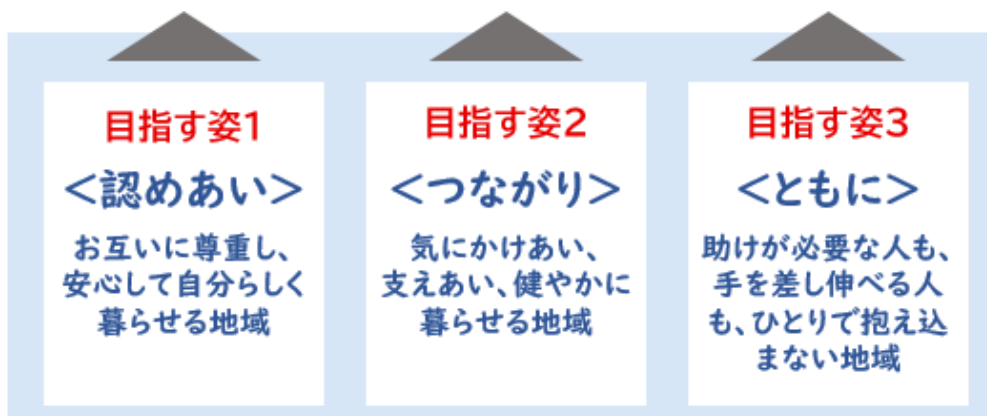 目指す姿1
<認めあい>
お互いに尊重し、
安心して自分らしく
暮らせる地域
目指す姿2
<つながり>
気にかけあい、
支えあい、健やかに
暮らせる地域
目指す姿3
<ともに>
助けが必要な人も、
手を差し伸べる人
も、ひとりで抱え込
まない地域